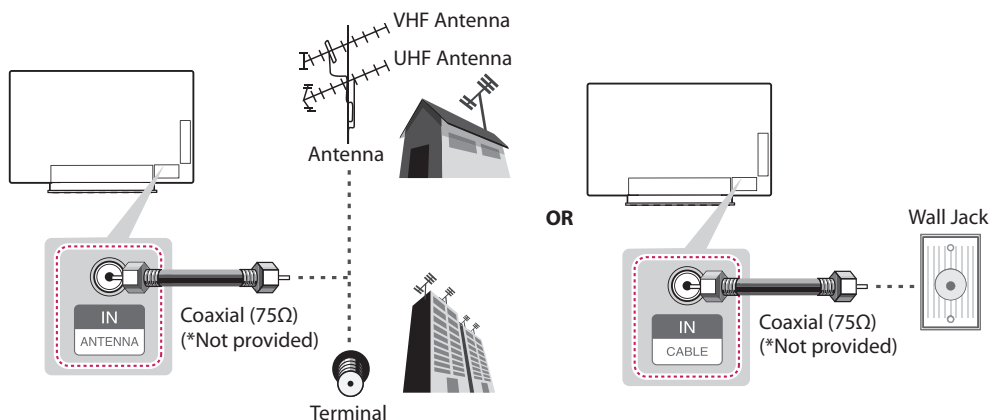 VHF Antenna
UHF Antenna
Antenna
IN
ANTENNA
Coaxial (75Ω)
(*Not provided)
Terminal
OR
Wall Jack
IN
CABLE
Coaxial (75Ω)
(*Not provided)